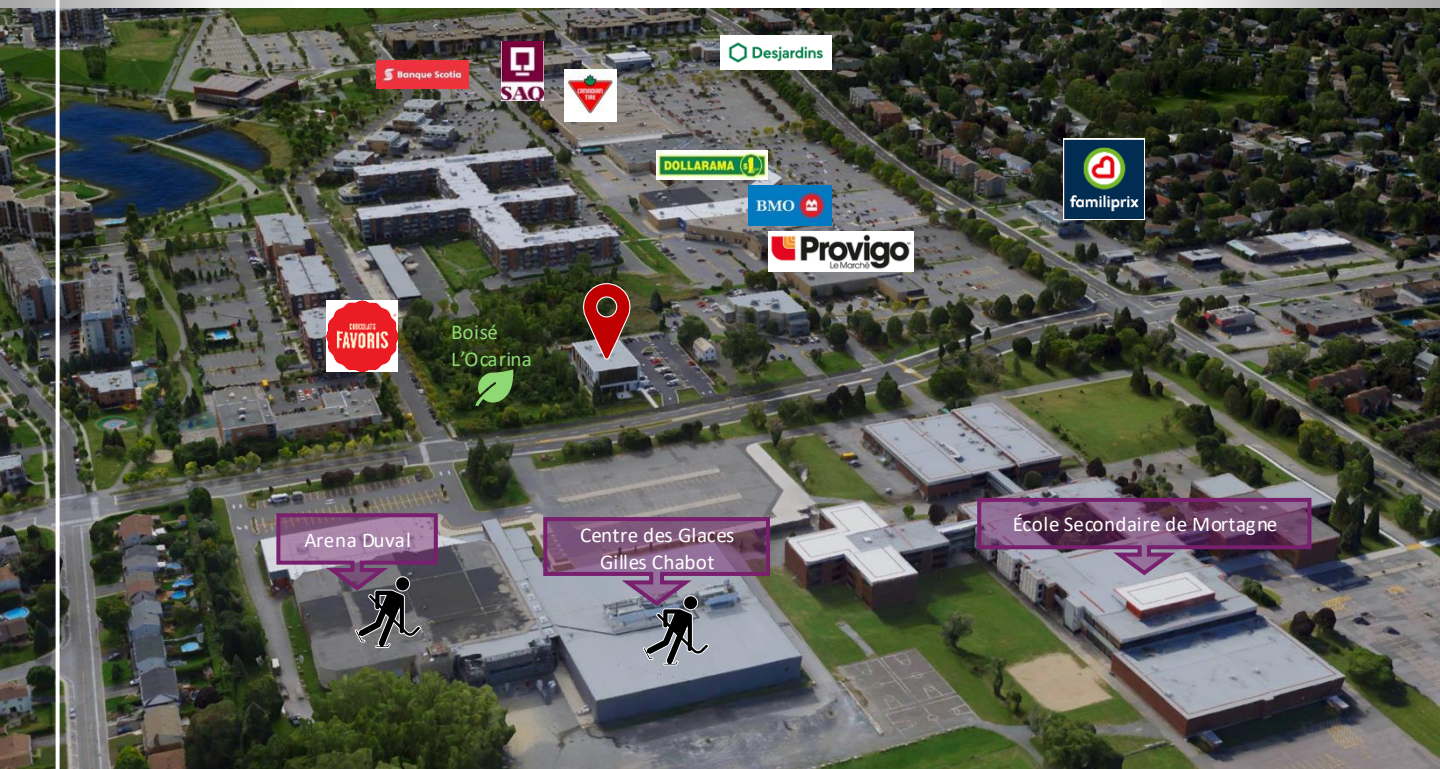 Banque Scotia
SAQ
CANADIAN
TIRE
Desjardins
DOLLARAMA $1
BMO
familiprix
Provigo
Le Marché
CHOCOLATS
FAVORIS
Boisé
L'Ocarina
Arena Duval
Centre des Glaces
Gilles Chabot
École Secondaire de Mortagne